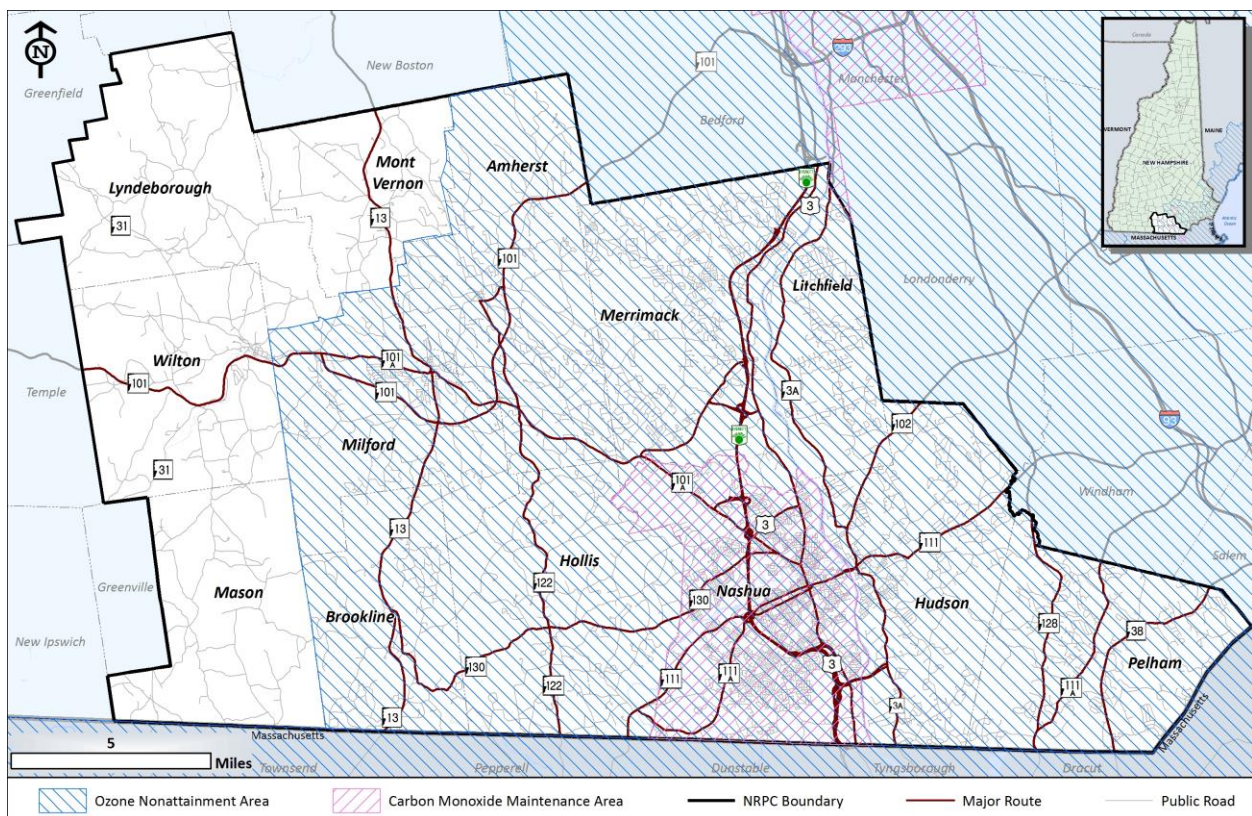 N
Greenfield
New Boston
101
293
Manchester
Bedford
Canada
VERMONT
MAINE
NEW HAMPSHIRE
MASSACHUSETTS
Lyndeborough
31
Mont
Vernon
13
Amherst
101
3
Litchfield
Londonderry
Merrimack
Wilton
101
101
A
101
3A
Temple
102
93
Milford
31
101
A
Windham
13
3
111
Salem
Greenville
Mason
Hollis
122
Nashua
130
Hudson
Brookline
128
38
New Ipswich
130
122
111
111
A
3
3A
111
A
Pelham
13
Massachusetts
Massachusetts
5
Miles
Townsend
Pepperell
Dunstable
Tyngsborough
Dracut
Ozone Nonattainment Area
Carbon Monoxide Maintenance Area
NRPC Boundary
Major Route
Public Road